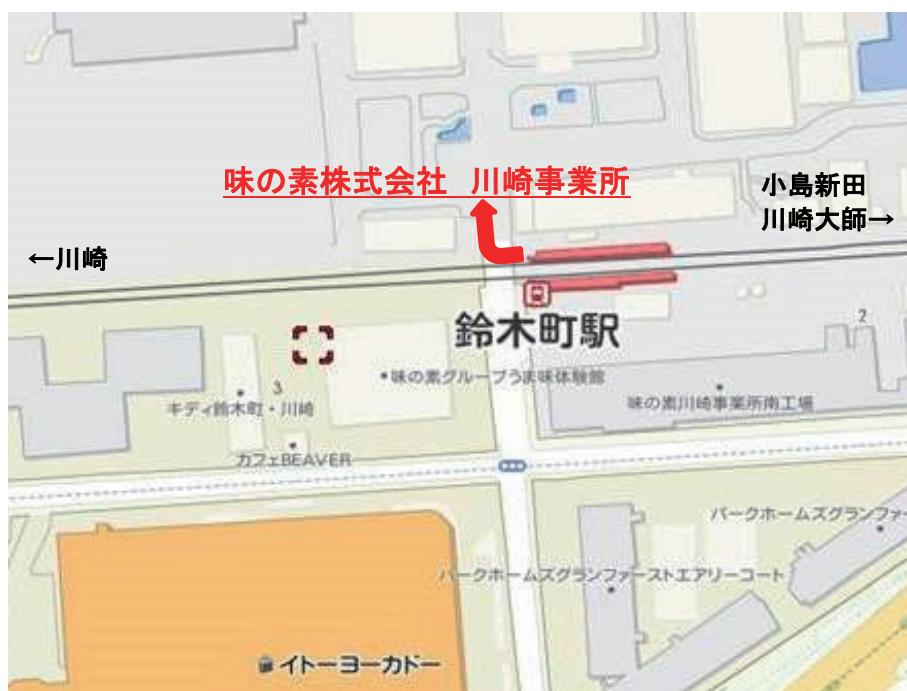 味の素株式会社 川崎事業所
小島新田
川崎大師→
←川崎
鈴木町駅
2
・味の素グループうま味体験館
3
キディ鈴木町・川崎
味の素川崎事業所南工場
カフェBEAVER
パークホームズグランファー
パークホームズグランファーストエアリーコート
イトーヨーカドー